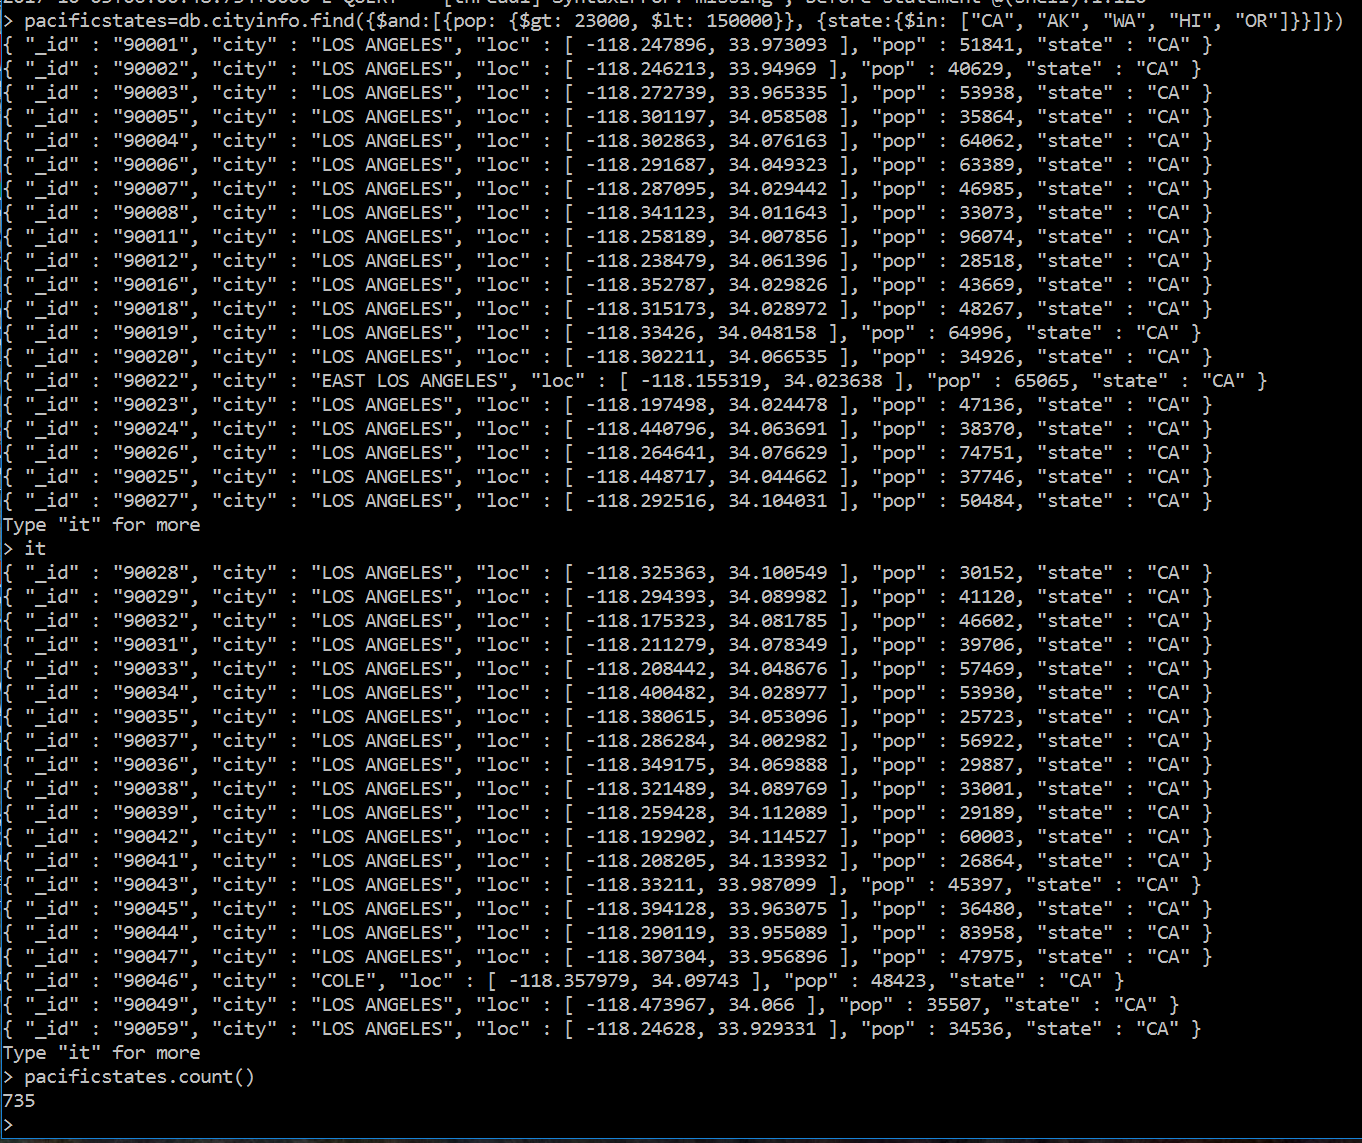 > pacificstates=db.cityinfo.find({$and:[{pop: {$gt: 23000, $lt: 150000}}, {state:{$in: ["CA", "AK", "WA", "HI", "OR"]}}]})
{ "_id" : "90001", "city" : "LOS ANGELES", "loc" : [ -118.247896, 33.973093 ], "pop" : 51841, "state" : "CA" }
{ "_id" : "90002", "city" : "LOS ANGELES", "loc" : [ -118.246213, 33.94969 ], "pop" : 40629, "state" : "CA" }
{ "_id" : "90003", "city" : "LOS ANGELES", "loc" : [ -118.272739, 33.965335 ], "pop" : 53938, "state" : "CA" }
{ "_id" : "90005", "city" : "LOS ANGELES", "loc" : [ -118.301197, 34.058508 ], "pop" : 35864, "state" : "CA" }
{ "_id" : "90004", "city" : "LOS ANGELES", "loc" : [ -118.302863, 34.076163 ], "pop" : 64062, "state" : "CA" }
{ "_id" : "90006", "city" : "LOS ANGELES", "loc" : [ -118.291687, 34.049323 ], "pop" : 63389, "state" : "CA" }
{ "_id" : "90007", "city" : "LOS ANGELES", "loc" : [ -118.287095, 34.029442 ], "pop" : 46985, "state" : "CA" }
{ "_id" : "90008", "city" : "LOS ANGELES", "loc" : [ -118.341123, 34.011643 ], "pop" : 33073, "state" : "CA" }
{ "_id" : "90011", "city" : "LOS ANGELES", "loc" : [ -118.258189, 34.007856 ], "pop" : 96074, "state" : "CA" }
{ "_id" : "90012", "city" : "LOS ANGELES", "loc" : [ -118.238479, 34.061396 ], "pop" : 28518, "state" : "CA" }
{ "_id" : "90016", "city" : "LOS ANGELES", "loc" : [ -118.352787, 34.029826 ], "pop" : 43669, "state" : "CA" }
{ "_id" : "90018", "city" : "LOS ANGELES", "loc" : [ -118.315173, 34.028972 ], "pop" : 48267, "state" : "CA" }
{ "_id" : "90019", "city" : "LOS ANGELES", "loc" : [ -118.33426, 34.048158 ], "pop" : 64996, "state" : "CA" }
{ "_id" : "90020", "city" : "LOS ANGELES", "loc" : [ -118.302211, 34.066535 ], "pop" : 34926, "state" : "CA" }
{ "_id" : "90022", "city" : "EAST LOS ANGELES", "loc" : [ -118.155319, 34.023638 ], "pop" : 65065, "state" : "CA" }
{ "_id" : "90023", "city" : "LOS ANGELES", "loc" : [ -118.197498, 34.024478 ], "pop" : 47136, "state" : "CA" }
{ "_id" : "90024", "city" : "LOS ANGELES", "loc" : [ -118.440796, 34.063691 ], "pop" : 38370, "state" : "CA" }
{ "_id" : "90026", "city" : "LOS ANGELES", "loc" : [ -118.264641, 34.076629 ], "pop" : 74751, "state" : "CA" }
{ "_id" : "90025", "city" : "LOS ANGELES", "loc" : [ -118.448717, 34.044662 ], "pop" : 37746, "state" : "CA" }
{ "_id" : "90027", "city" : "LOS ANGELES", "loc" : [ -118.292516, 34.104031 ], "pop" : 50484, "state" : "CA" }
Type "it" for more
> it
{ "_id" : "90028", "city" : "LOS ANGELES", "loc" : [ -118.325363, 34.100549 ], "pop" : 30152, "state" : "CA" }
{ "_id" : "90029", "city" : "LOS ANGELES", "loc" : [ -118.294393, 34.089982 ], "pop" : 41120, "state" : "CA" }
{ "_id" : "90032", "city" : "LOS ANGELES", "loc" : [ -118.175323, 34.081785 ], "pop" : 46602, "state" : "CA" }
{ "_id" : "90031", "city" : "LOS ANGELES", "loc" : [ -118.211279, 34.078349 ], "pop" : 39706, "state" : "CA" }
{ "_id" : "90033", "city" : "LOS ANGELES", "loc" : [ -118.208442, 34.048676 ], "pop" : 57469, "state" : "CA" }
{ "_id" : "90034", "city" : "LOS ANGELES", "loc" : [ -118.400482, 34.028977 ], "pop" : 53930, "state" : "CA" }
{ "_id" : "90035", "city" : "LOS ANGELES", "loc" : [ -118.380615, 34.053096 ], "pop" : 25723, "state" : "CA" }
{ "_id" : "90037", "city" : "LOS ANGELES", "loc" : [ -118.286284, 34.002982 ], "pop" : 56922, "state" : "CA" }
{ "_id" : "90036", "city" : "LOS ANGELES", "loc" : [ -118.349175, 34.069888 ], "pop" : 29887, "state" : "CA" }
{ "_id" : "90038", "city" : "LOS ANGELES", "loc" : [ -118.321489, 34.089769 ], "pop" : 33001, "state" : "CA" }
{ "_id" : "90039", "city" : "LOS ANGELES", "loc" : [ -118.259428, 34.112089 ], "pop" : 29189, "state" : "CA" }
{ "_id" : "90042", "city" : "LOS ANGELES", "loc" : [ -118.192902, 34.114527 ], "pop" : 60003, "state" : "CA" }
{ "_id" : "90041", "city" : "LOS ANGELES", "loc" : [ -118.208205, 34.133932 ], "pop" : 26864, "state" : "CA" }
{ "_id" : "90043", "city" : "LOS ANGELES", "loc" : [ -118.33211, 33.987099 ], "pop" : 45397, "state" : "CA" }
{ "_id" : "90045", "city" : "LOS ANGELES", "loc" : [ -118.394128, 33.963075 ], "pop" : 36480, "state" : "CA" }
{ "_id" : "90044", "city" : "LOS ANGELES", "loc" : [ -118.290119, 33.955089 ], "pop" : 83958, "state" : "CA" }
{ "_id" : "90047", "city" : "LOS ANGELES", "loc" : [ -118.307304, 33.956896 ], "pop" : 47975, "state" : "CA" }
{ "_id" : "90046", "city" : "COLE", "loc" : [ -118.357979, 34.09743 ], "pop" : 48423, "state" : "CA" }
{ "_id" : "90049", "city" : "LOS ANGELES", "loc" : [ -118.473967, 34.066 ], "pop" : 35507, "state" : "CA" }
{ "_id" : "90059", "city" : "LOS ANGELES", "loc" : [ -118.24628, 33.929331 ], "pop" : 34536, "state" : "CA" }
Type "it" for more
> pacificstates.count()
735
>